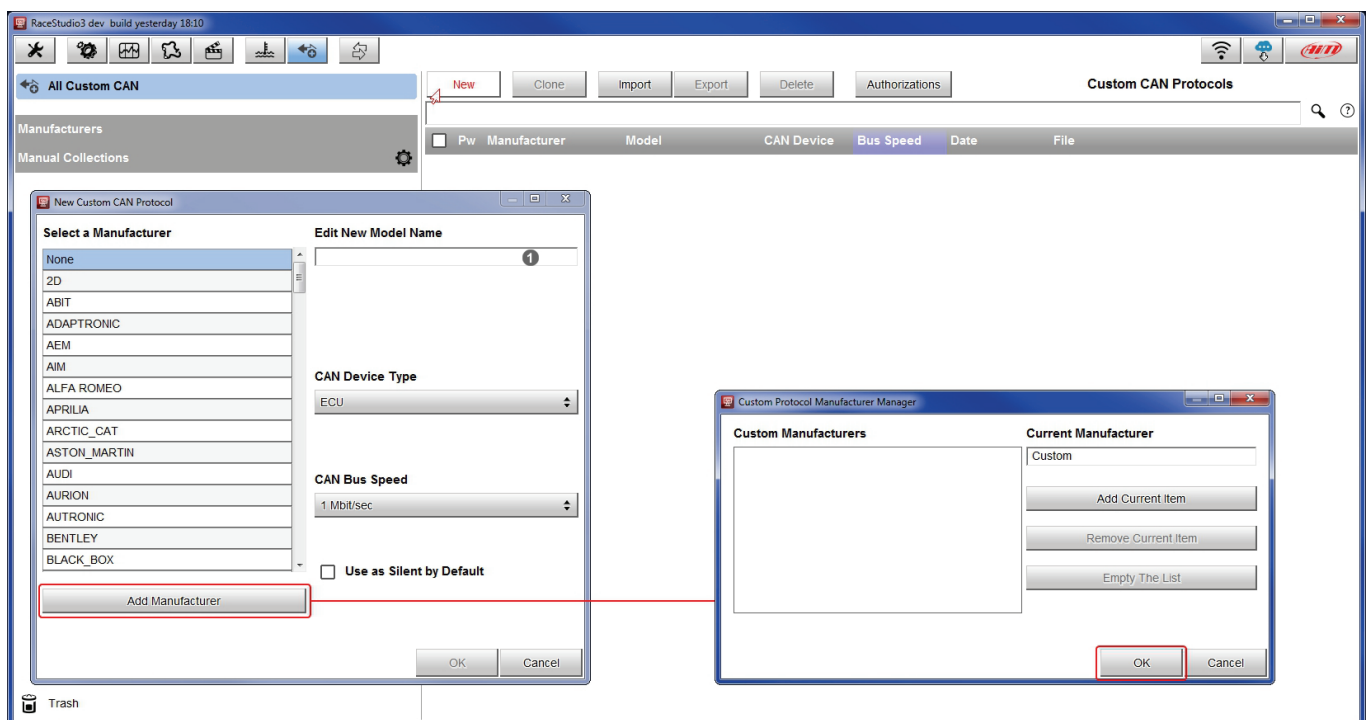 RaceStudio3 dev build yesterday 18:10
AiM
All Custom CAN
New Clone Import Export Delete Authorizations Custom CAN Protocols
Manufacturers
Manual Collections
Pw Manufacturer Model CAN Device Bus Speed Date File
New Custom CAN Protocol
Select a Manufacturer
None
2D
ABIT
ADAPTRONIC
AEM
AIM
ALFA ROMEO
APRILIA
ARCTIC_CAT
ASTON_MARTIN
AUDI
AURION
AUTRONIC
BENTLEY
BLACK_BOX
Add Manufacturer
Edit New Model Name
1
CAN Device Type
ECU
CAN Bus Speed
1 Mbit/sec
Use as Silent by Default
OK Cancel
Custom Protocol Manufacturer Manager
Custom Manufacturers
Current Manufacturer
Custom
Add Current Item
Remove Current Item
Empty The List
OK Cancel
Trash